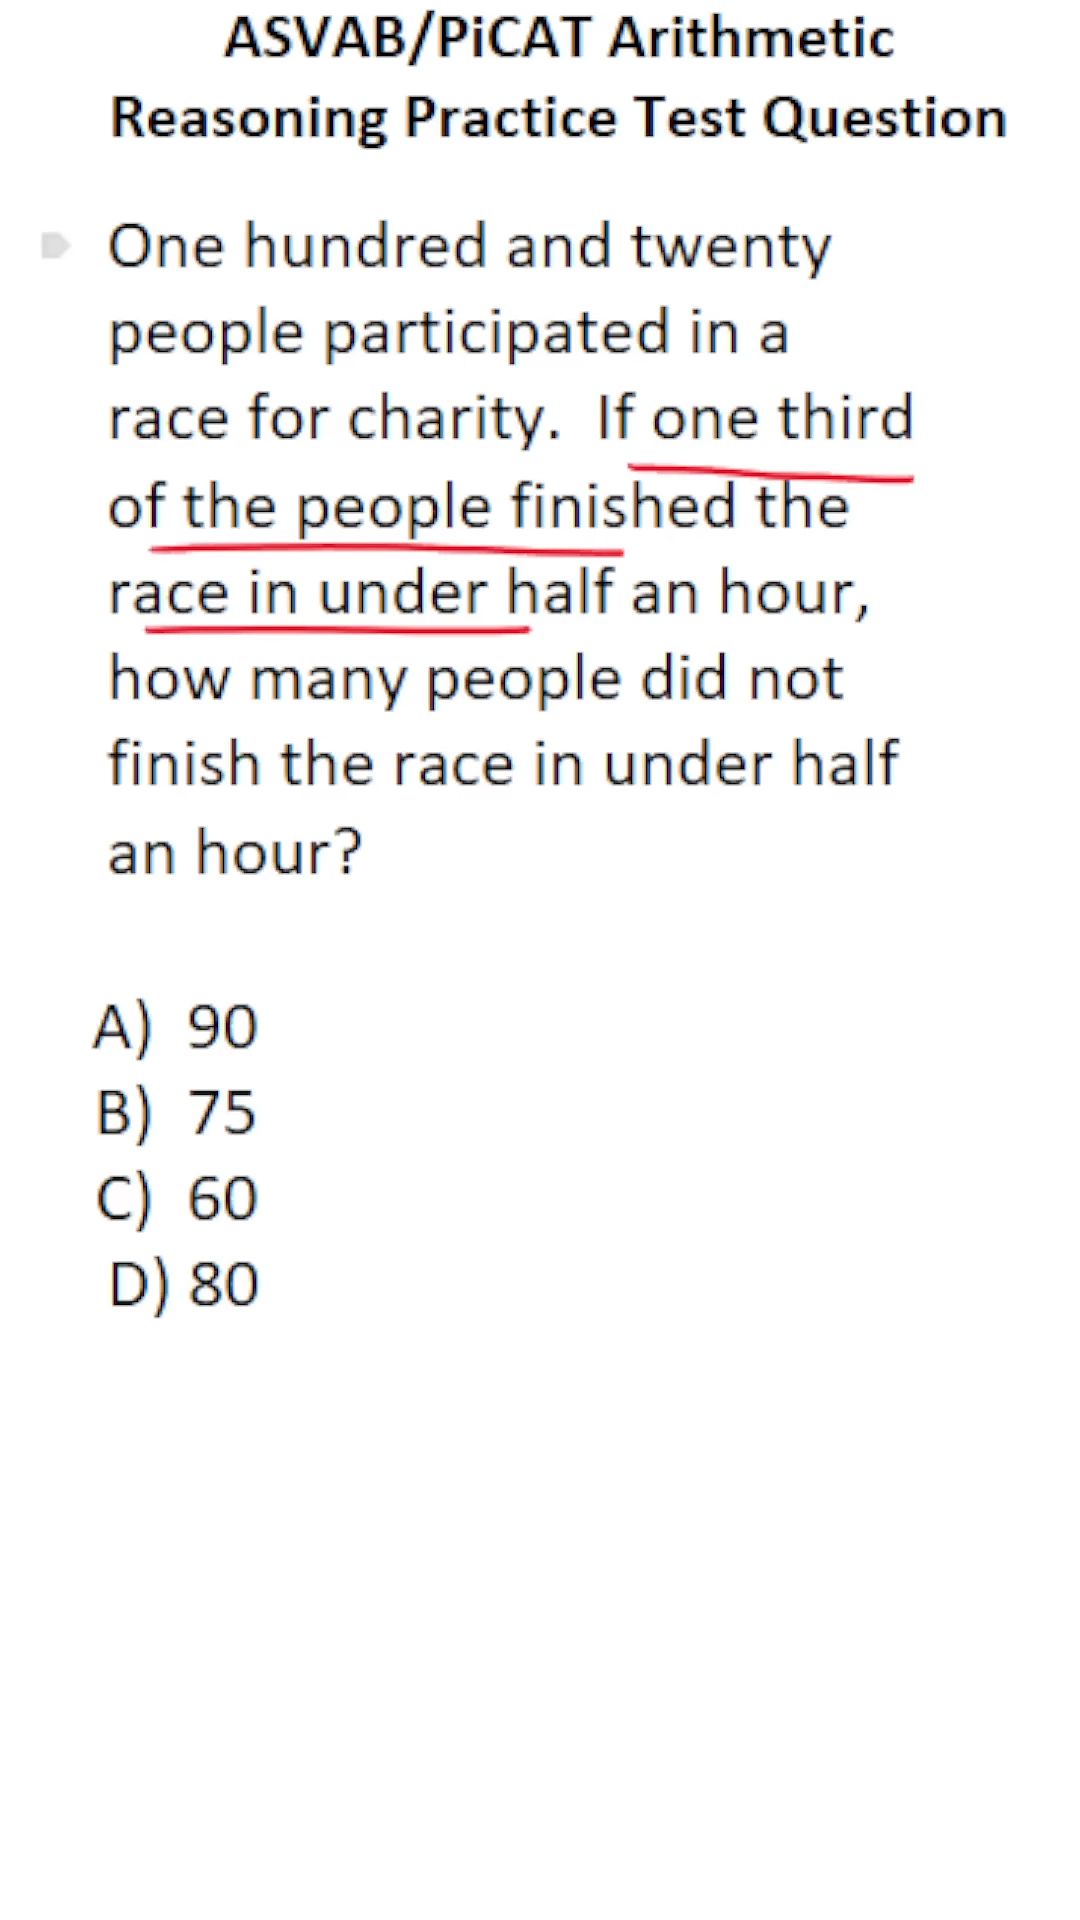 ASVAB/PiCAT Arithmetic
Reasoning Practice Test Question
One hundred and twenty
people participated in a
race for charity.  If one third
of the people finished the
race in under half an hour,
how many people did not
finish the race in under half
an hour?
A) 90
B) 75
C) 60
D) 80